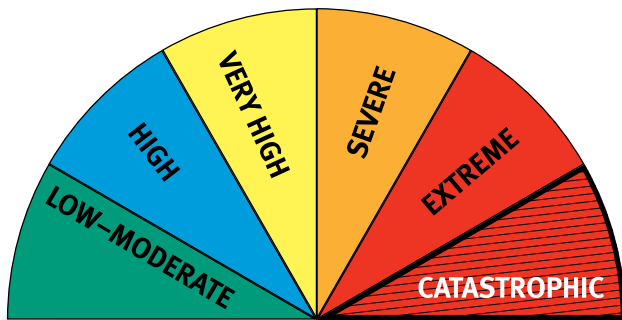 LOW–MODERATE
HIGH
VERY HIGH
SEVERE
EXTREME
CATASTROPHIC